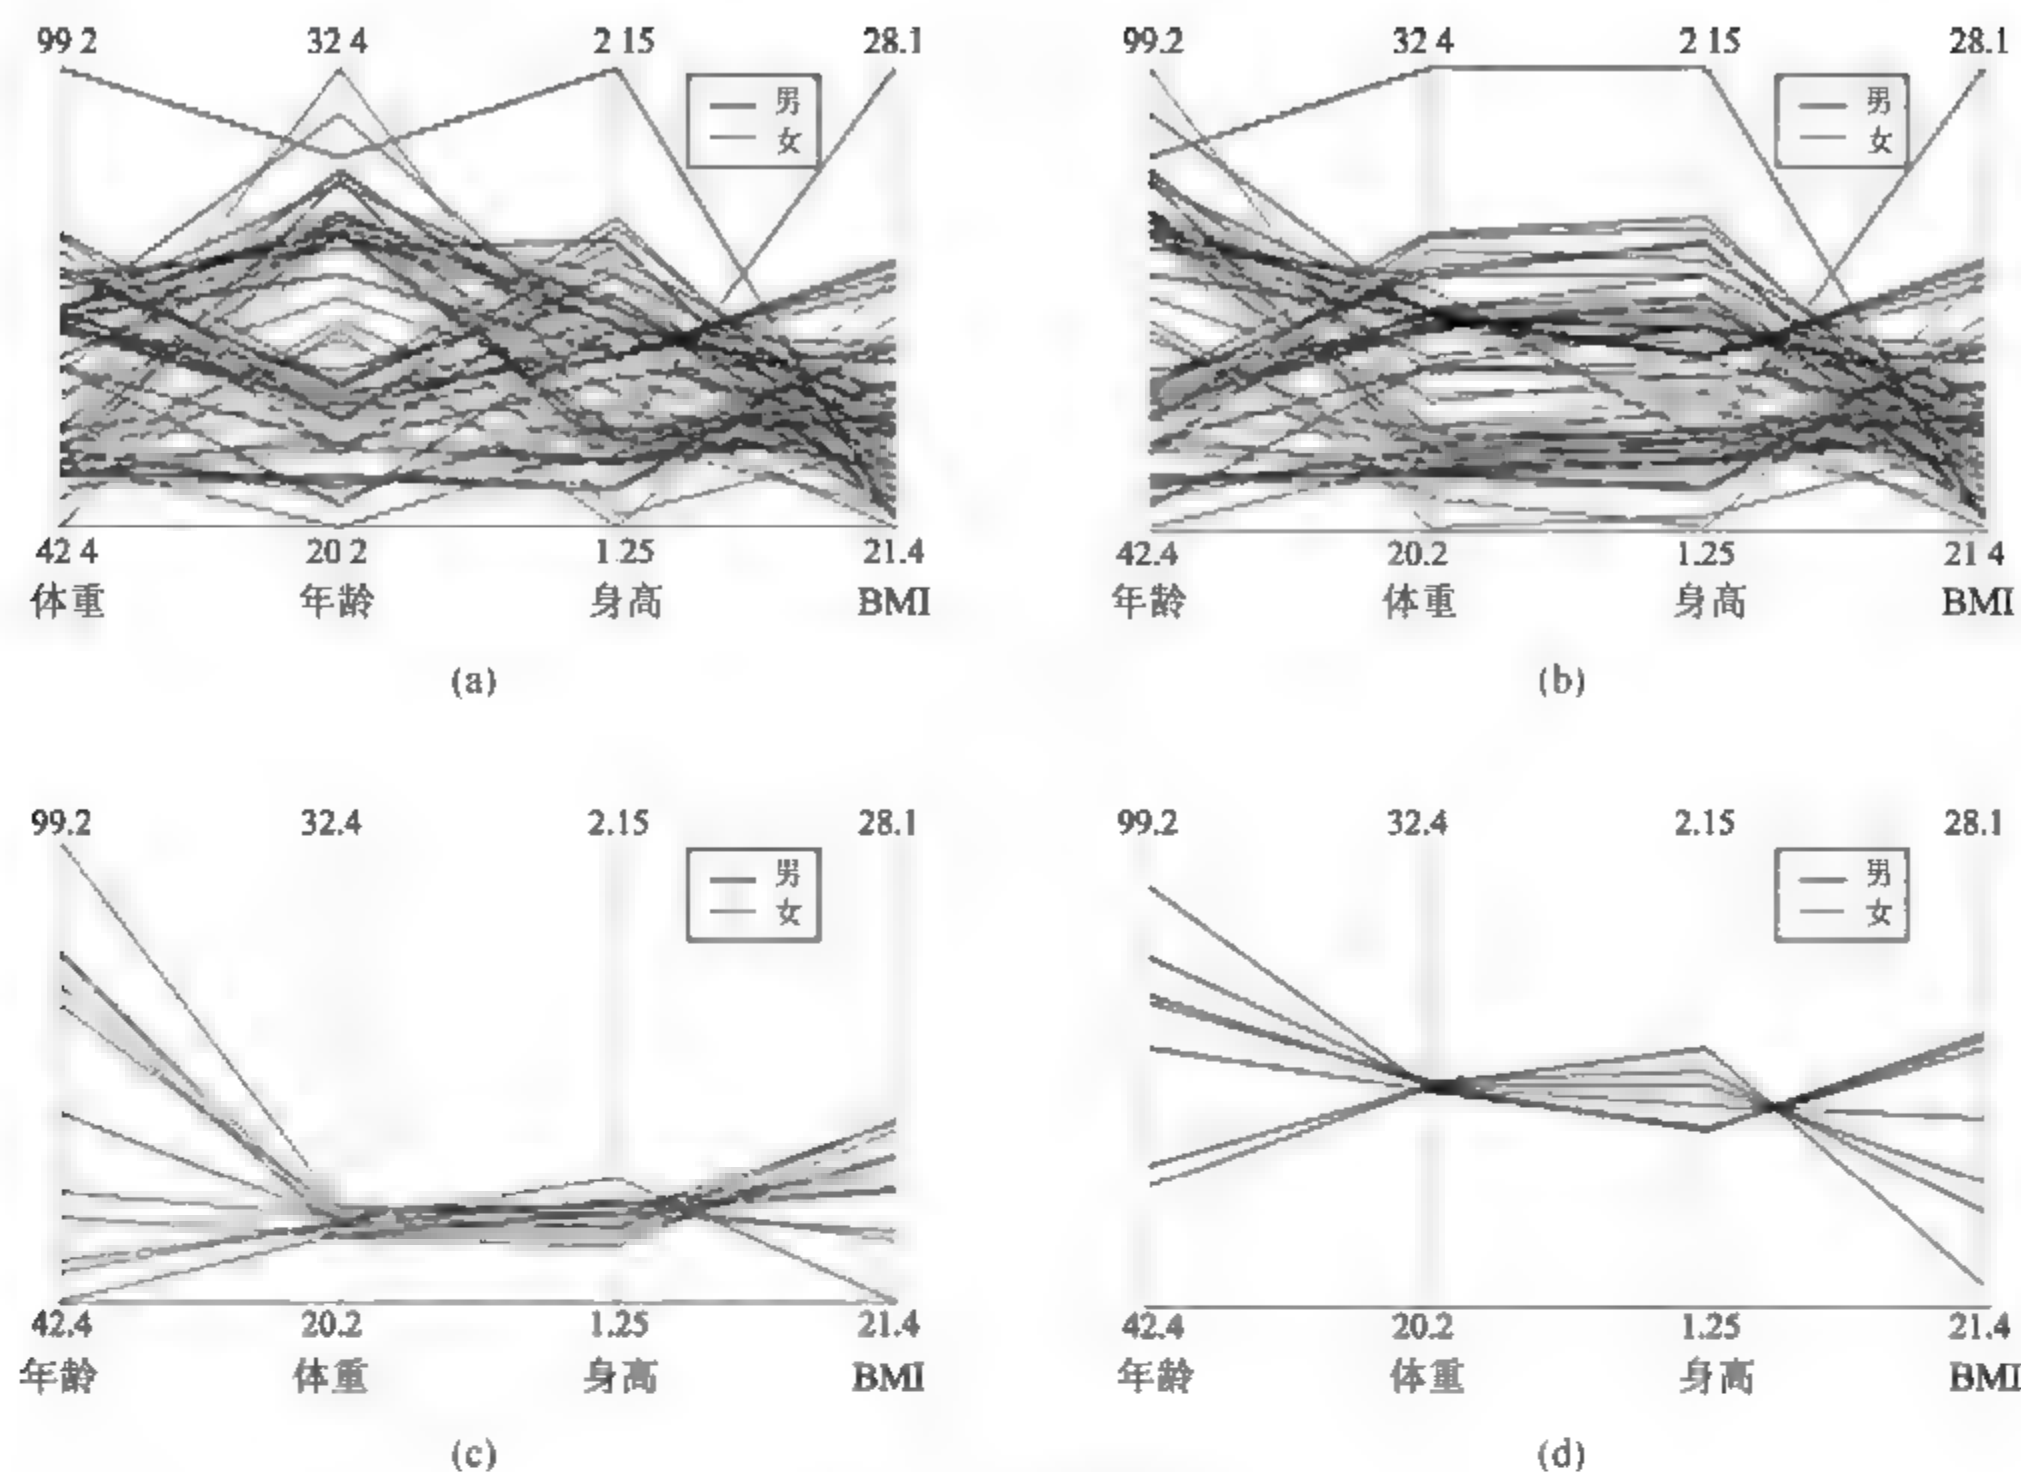 99 2 32 4 2 15 28.1
男
女
42 4 20 2 1.25 21.4
体重 年龄 身高 BMI
(a)
99.2 32 4 2 15 28.1
男
女
42.4 20.2 1.25 21 4
年龄 体重 身高 BMI
(b)
99.2 32.4 2.15 28.1
男
女
42.4 20.2 1.25 21.4
年龄 体重 身高 BMI
(c)
99.2 32.4 2.15 28.1
男
女
42.4 20.2 1.25 21.4
年龄 体重 身高 BMI
(d)